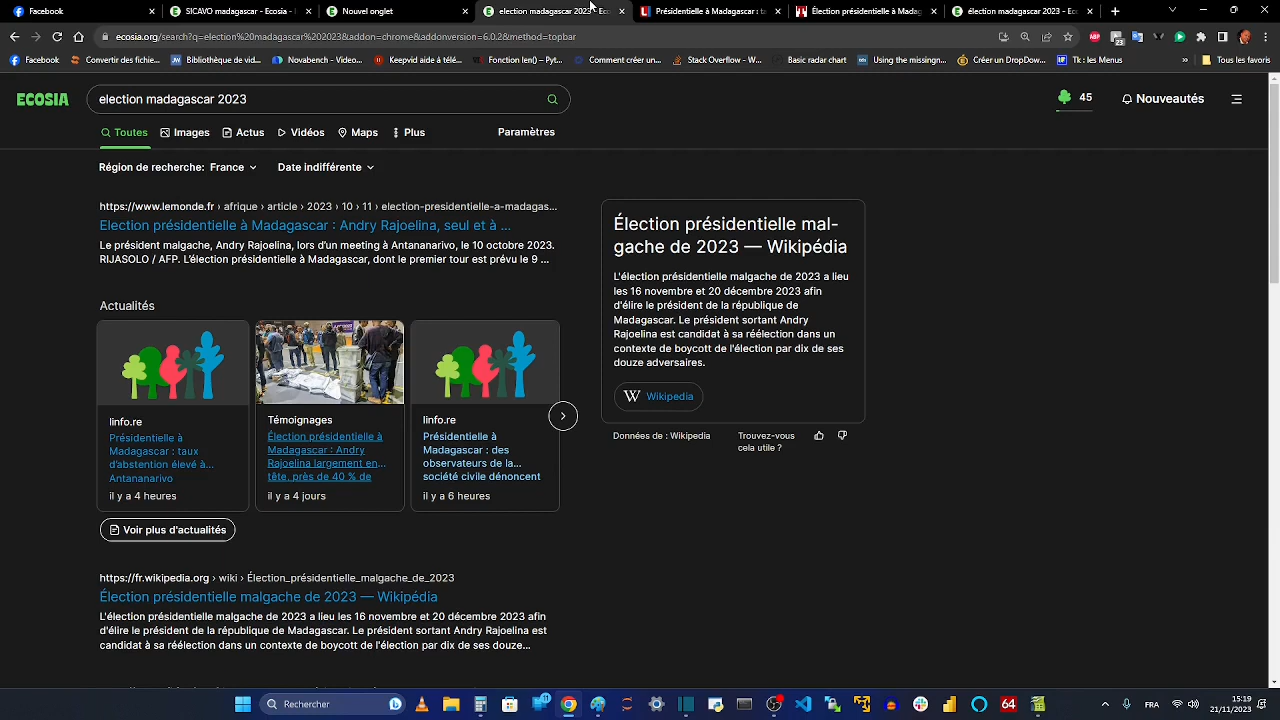 Facebook
SICAVO madagascar - Ecosia -
Nouvel onglet
election madagascar 2023 - Eco
Présidentielle à Madagascar : ta
Élection présidentielle à Madag
élection madagascar 2023 - Ec
ecosia.org/search?q=election%20madagascar%202023&addon=chrome&addonversion=6.0.2&method=topbar
Facebook
Convertir des fichie...
Bibliothèque de vid...
Novabench - Vidéo...
Keepvid aide à télé...
Fonction len() – Pyt...
Comment créer un...
Stack Overflow - W...
Basic radar chart
Using the missingn...
Créer un DropDow...
Tk : les Menus
»
Tous les favoris
ECOSIA
election madagascar 2023
45
Nouveautés
Toutes
Images
Actus
Vidéos
Maps
Plus
Paramètres
Région de recherche: France
Date indifférente
https://www.lemonde.fr › afrique › article › 2023 › 10 › 11 › election-presidentielle-a-madagas...
Election présidentielle à Madagascar : Andry Rajoelina, seul et à ...
Le président malgache, Andry Rajoelina, lors d'un meeting à Antananarivo, le 10 octobre 2023.
RIJASOLO / AFP. L'élection présidentielle à Madagascar, dont le premier tour est prévu le 9 ...
Actualités
linfo.re
Présidentielle à
Madagascar : taux
d'abstention élevé à...
Antananarivo
il y a 4 heures
Témoignages
Élection présidentielle à
Madagascar : Andry
Rajoelina largement en...
tête, près de 40 % de
il y a 4 jours
linfo.re
Présidentielle à
Madagascar : des
observateurs de la...
société civile dénoncent
il y a 6 heures
Voir plus d'actualités
https://fr.wikipedia.org › wiki › Élection_présidentielle_malgache_de_2023
Élection présidentielle malgache de 2023 — Wikipédia
L'élection présidentielle malgache de 2023 a lieu les 16 novembre et 20 décembre 2023 afin
d'élire le président de la république de Madagascar. Le président sortant Andry Rajoelina est
candidat à sa réélection dans un contexte de boycott de l'élection par dix de ses douze...
Élection présidentielle mal-
gache de 2023 — Wikipédia
L'élection présidentielle malgache de 2023 a lieu
les 16 novembre et 20 décembre 2023 afin
d'élire le président de la république de
Madagascar. Le président sortant Andry
Rajoelina est candidat à sa réélection dans un
contexte de boycott de l'élection par dix de ses
douze adversaires.
W Wikipedia
Données de : Wikipedia
Trouvez-vous
cela utile ?
Rechercher
64
FR
15:19
21/11/2023